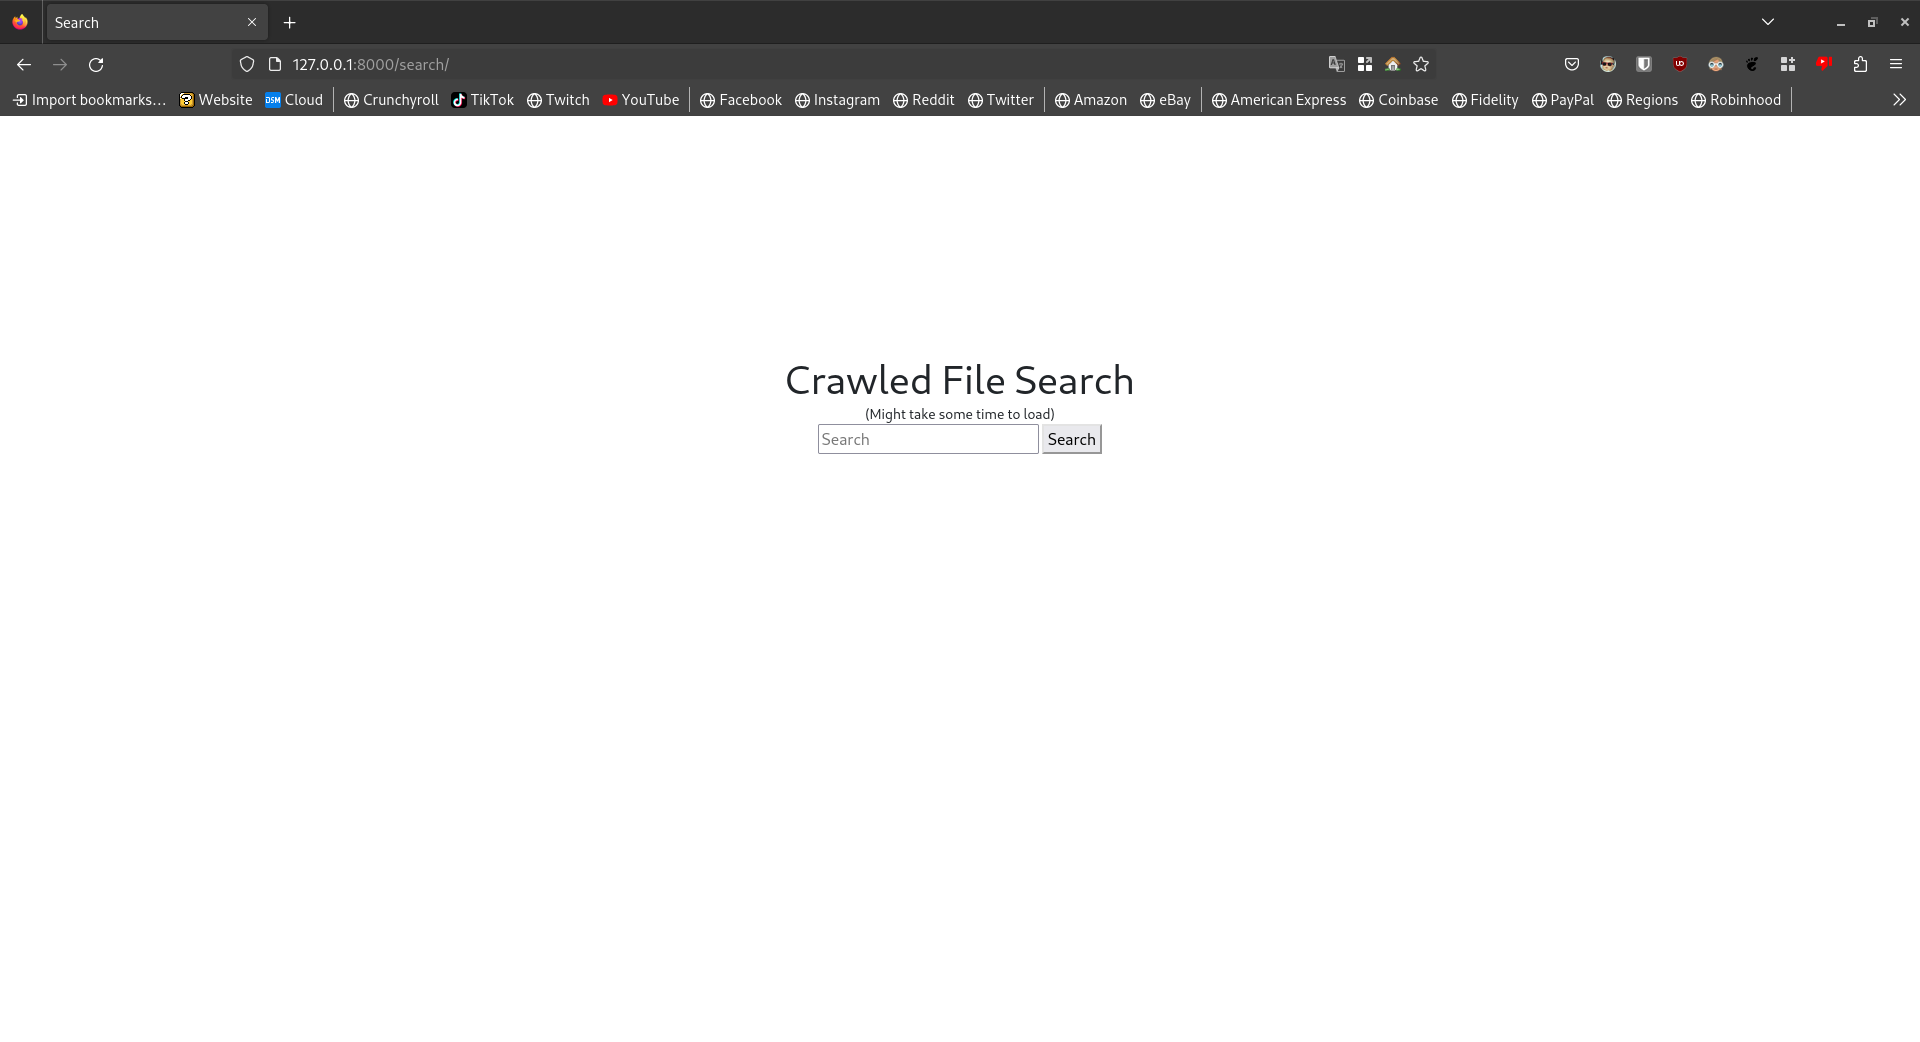 Search
127.0.0.1:8000/search/
Import bookmarks... Website DSM Cloud Crunchyroll TikTok Twitch YouTube Facebook Instagram Reddit Twitter Amazon eBay American Express Coinbase Fidelity PayPal Regions Robinhood
Crawled File Search
(Might take some time to load)
Search Search